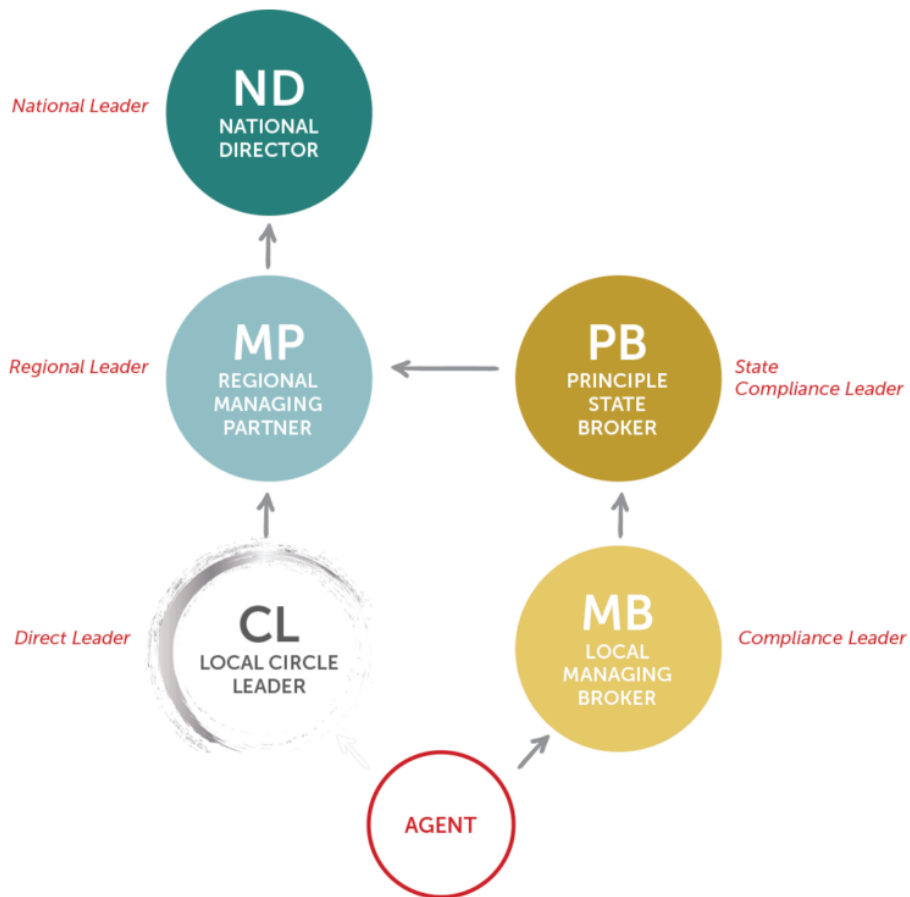 ND
NATIONAL
DIRECTOR
National Leader
MP
REGIONAL
MANAGING
PARTNER
Regional Leader
PB
PRINCIPLE
STATE
BROKER
State
Compliance Leader
CL
LOCAL CIRCLE
LEADER
Direct Leader
MB
LOCAL
MANAGING
BROKER
Compliance Leader
AGENT